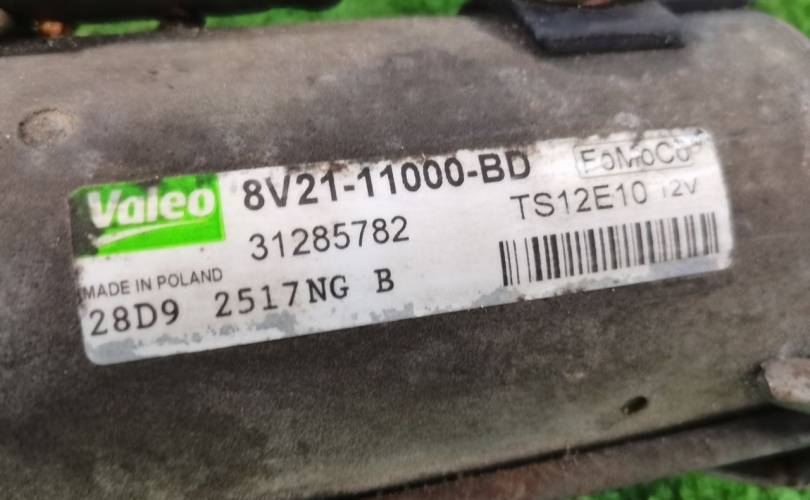 Valeo
8V21-11000-BD
FoMoCo
31285782
TS12E10 12V
MADE IN POLAND
28D9 2517NG B